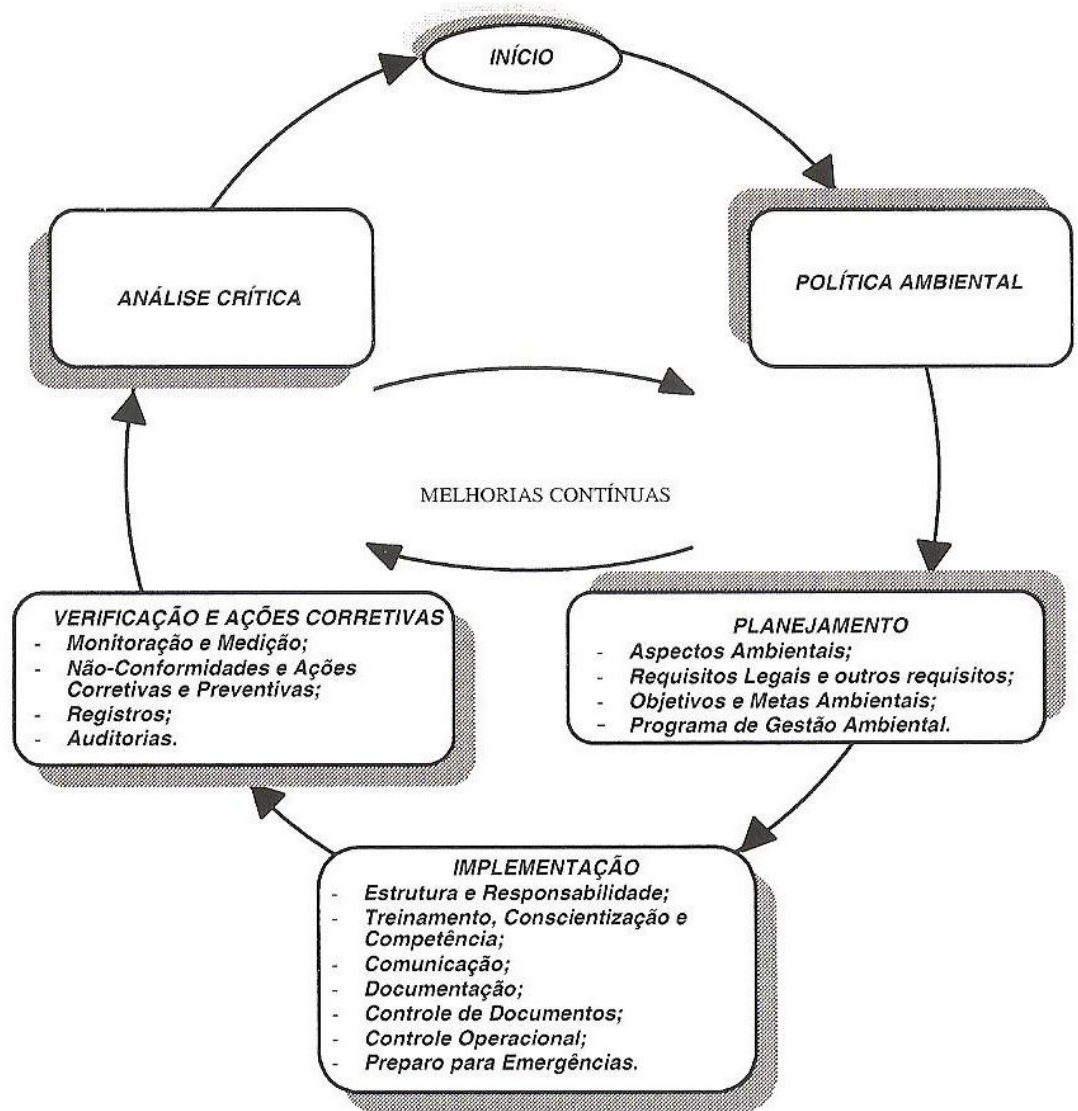 INÍCIO
POLÍTICA AMBIENTAL
ANÁLISE CRÍTICA
MELHORIAS CONTÍNUAS
PLANEJAMENTO
- Aspectos Ambientais;
- Requisitos Legais e outros requisitos;
- Objetivos e Metas Ambientais;
- Programa de Gestão Ambiental.
IMPLEMENTAÇÃO
- Estrutura e Responsabilidade;
- Treinamento, Conscientização e
Competência;
- Comunicação;
- Documentação;
- Controle de Documentos;
- Controle Operacional;
- Preparo para Emergências.
VERIFICAÇÃO E AÇÕES CORRETIVAS
- Monitoração e Medição;
- Não-Conformidades e Ações
Corretivas e Preventivas;
- Registros;
- Auditorias.